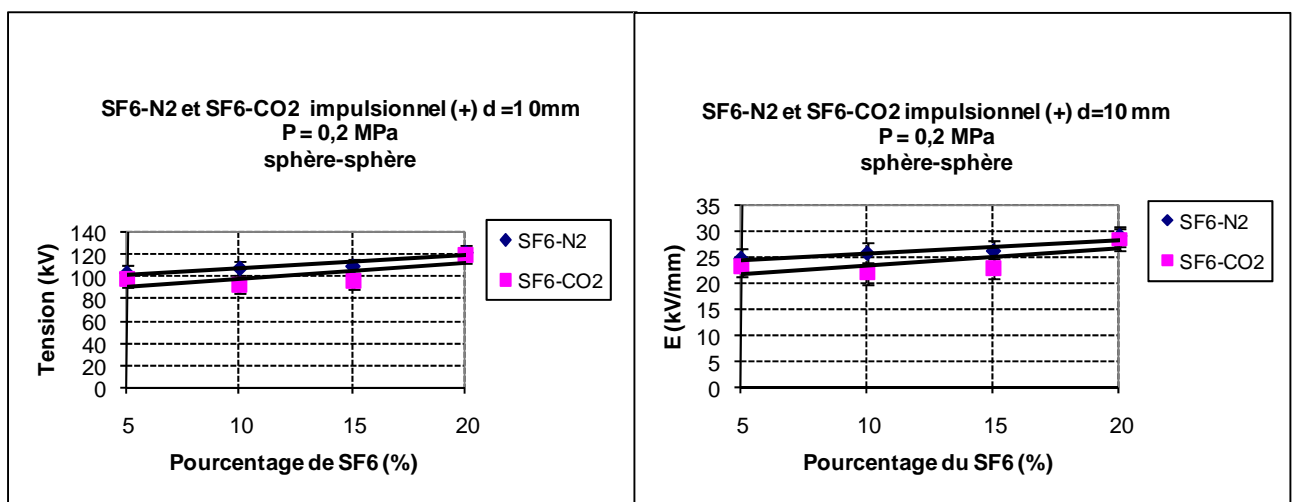 SF6-N2 et SF6-CO2 impulsionnel (+) d =1 0mm
P = 0,2 MPa
sphère-sphère
Tension (kV)
140
120
100
80
60
40
20
0
5 10 15 20
Pourcentage de SF6 (%)
SF6-N2
SF6-CO2
SF6-N2 et SF6-CO2 impulsionnel (+) d=10 mm
P = 0,2 MPa
sphère-sphère
E (kV/mm)
35
30
25
20
15
10
5
0
5 10 15 20
Pourcentage du SF6 (%)
SF6-N2
SF6-CO2